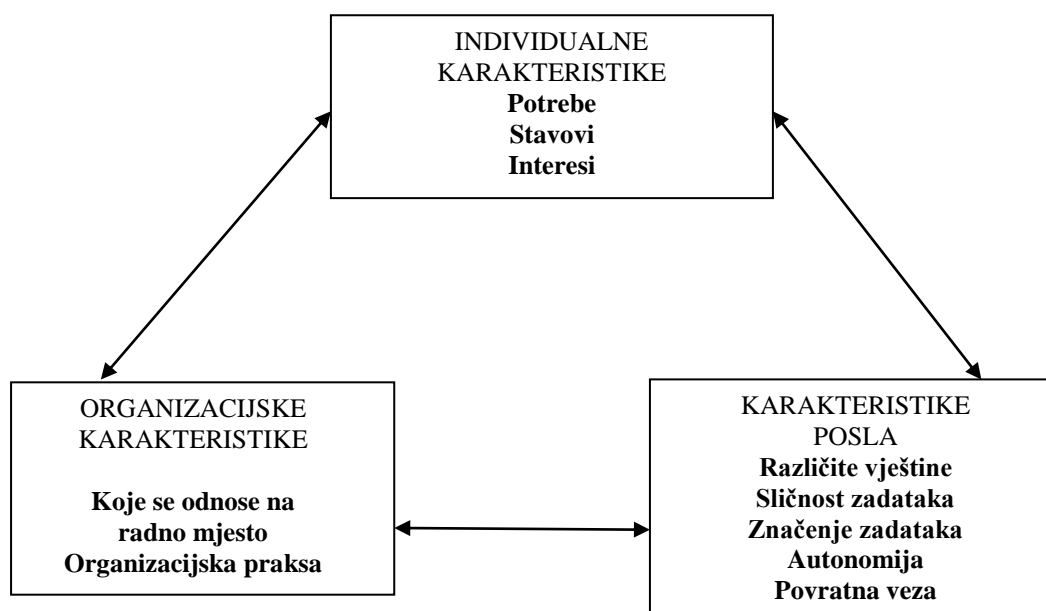 INDIVIDUALNE
KARAKTERISTIKE
Potrebe
Stavovi
Interesi
ORGANIZACIJSKE
KARAKTERISTIKE
Koje se odnose na
radno mjesto
Organizacijska praksa
KARAKTERISTIKE
POSLA
Različite vještine
Sličnost zadataka
Značenje zadataka
Autonomija
Povratna veza